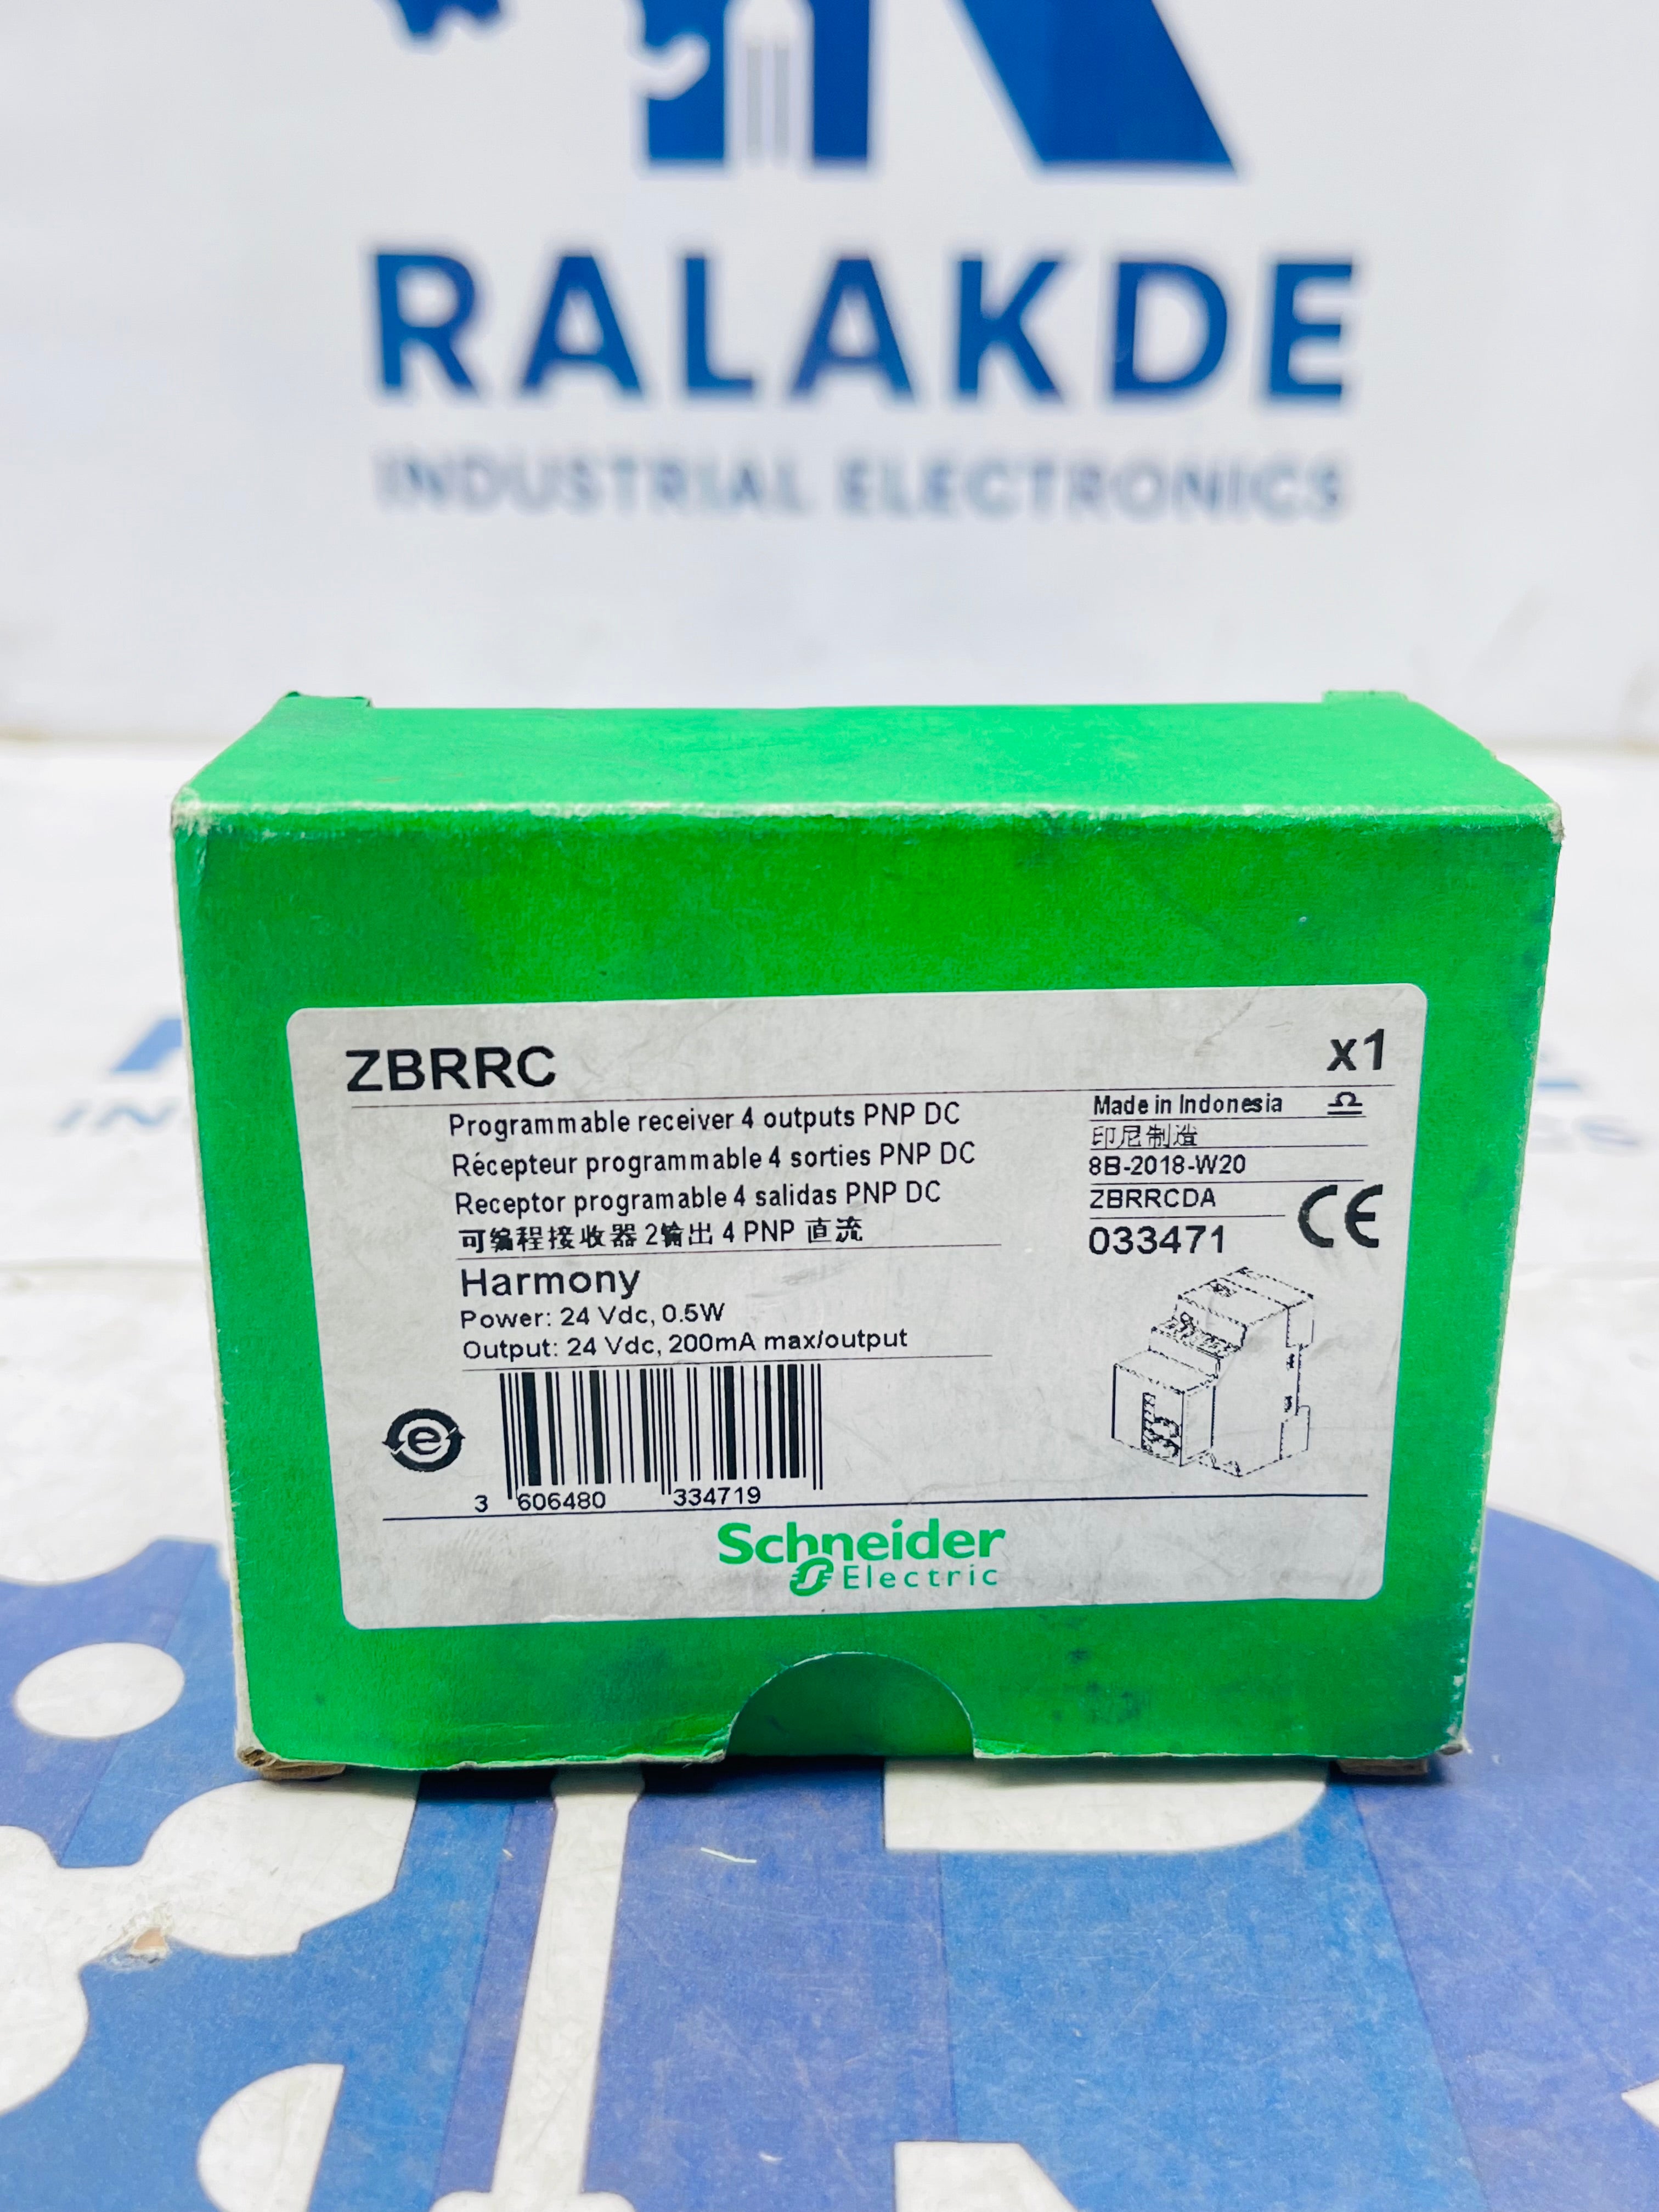 RALAKDE
INDUSTRIAL ELECTRONICS
ZBRRC
x1
Programmable receiver 4 outputs PNP DC
Récepteur programmable 4 sorties PNP DC
Receptor programable 4 salidas PNP DC
可编程接收器 2输出 4 PNP 直流
Made in Indonesia
印尼制造
8B-2018-W20
ZBRRCDA
033471
CE
Harmony
Power: 24 Vdc, 0.5W
Output: 24 Vdc, 200mA max/output
e
3 606480 334719
Schneider
Electric